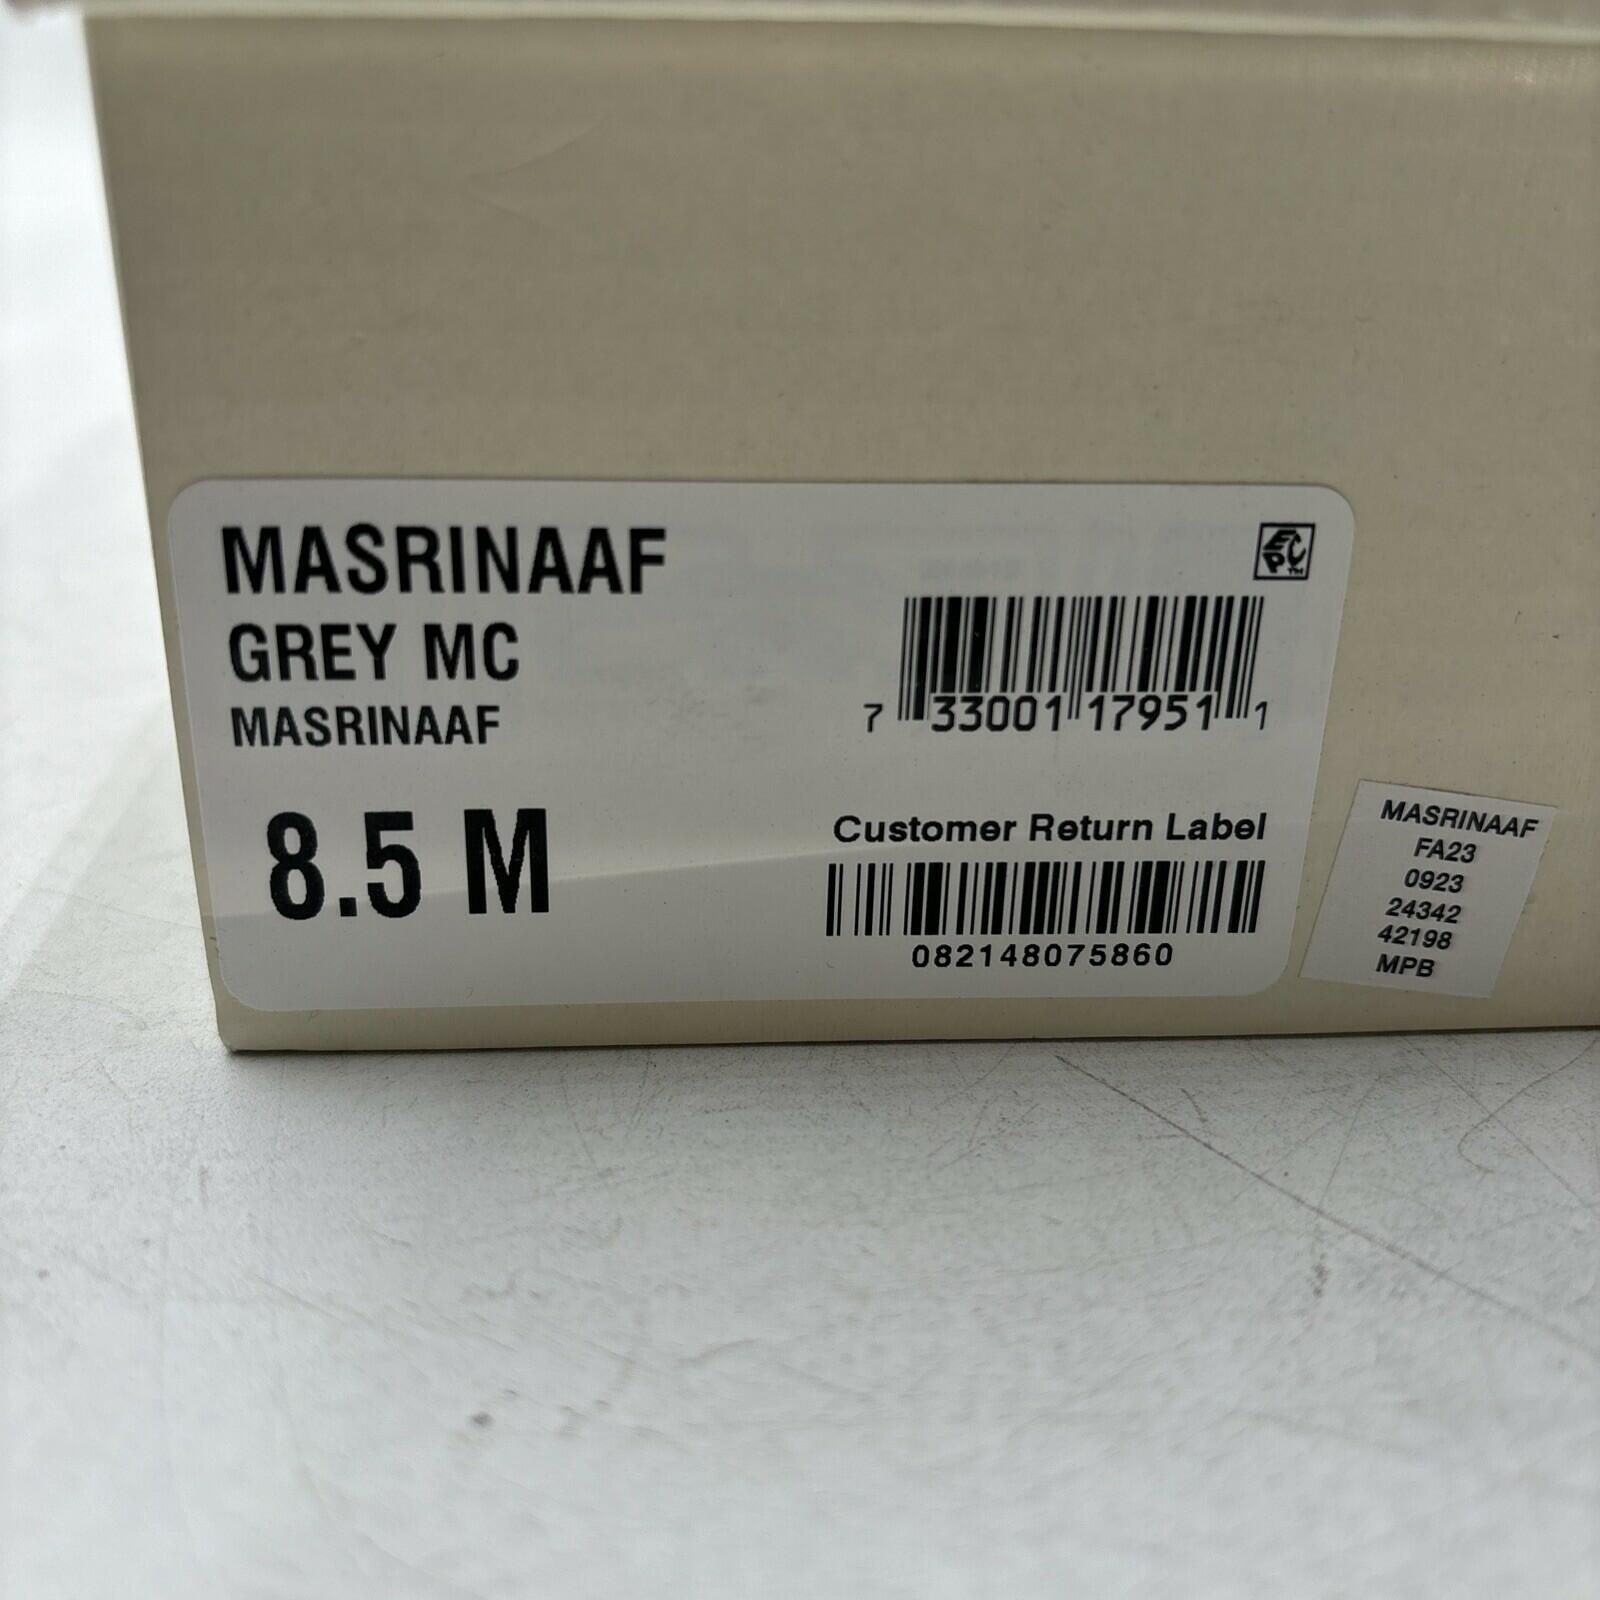 MASRINAAF
GREY MC
MASRINAAF
8.5 M
EPC™
7 33001 17951 1
Customer Return Label
082148075860
MASRINAAF
FA23
0923
24342
42198
MPB